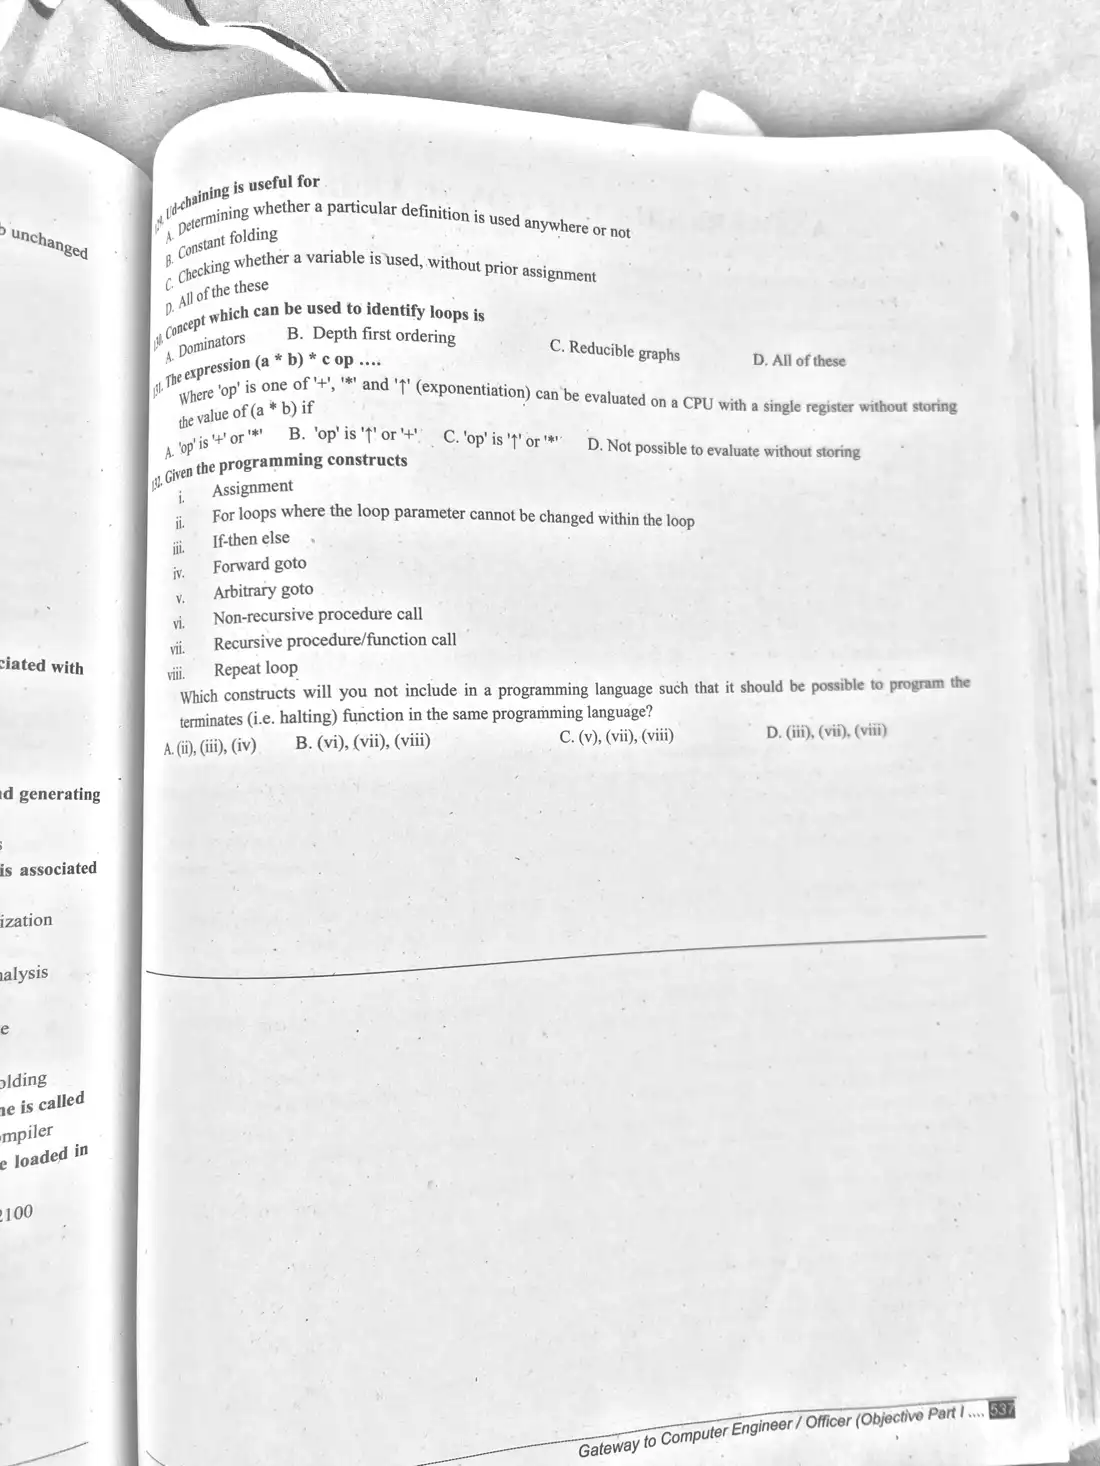 b unchanged
ciated with
nd generating
s
is associated
ization
nalysis
e
olding
ne is called
ompiler
e loaded in
2100
129. Ud-chaining is useful for
A. Determining whether a particular definition is used anywhere or not
B. Constant folding
C. Checking whether a variable is used, without prior assignment
D. All of the these
130. Concept which can be used to identify loops is
A. Dominators B. Depth first ordering C. Reducible graphs D. All of these
131. The expression (a * b) * c op ....
Where 'op' is one of '+', '*' and '↑' (exponentiation) can be evaluated on a CPU with a single register without storing
the value of (a * b) if
A. 'op' is '+' or '*' B. 'op' is '↑' or '+' C. 'op' is '↑' or '*' D. Not possible to evaluate without storing
132. Given the programming constructs
i. Assignment
ii. For loops where the loop parameter cannot be changed within the loop
iii. If-then else
iv. Forward goto
v. Arbitrary goto
vi. Non-recursive procedure call
vii. Recursive procedure/function call
viii. Repeat loop
Which constructs will you not include in a programming language such that it should be possible to program the
terminates (i.e. halting) function in the same programming language?
A. (ii), (iii), (iv) B. (vi), (vii), (viii) C. (v), (vii), (viii) D. (iii), (vii), (viii)
Gateway to Computer Engineer / Officer (Objective Part I .... 537